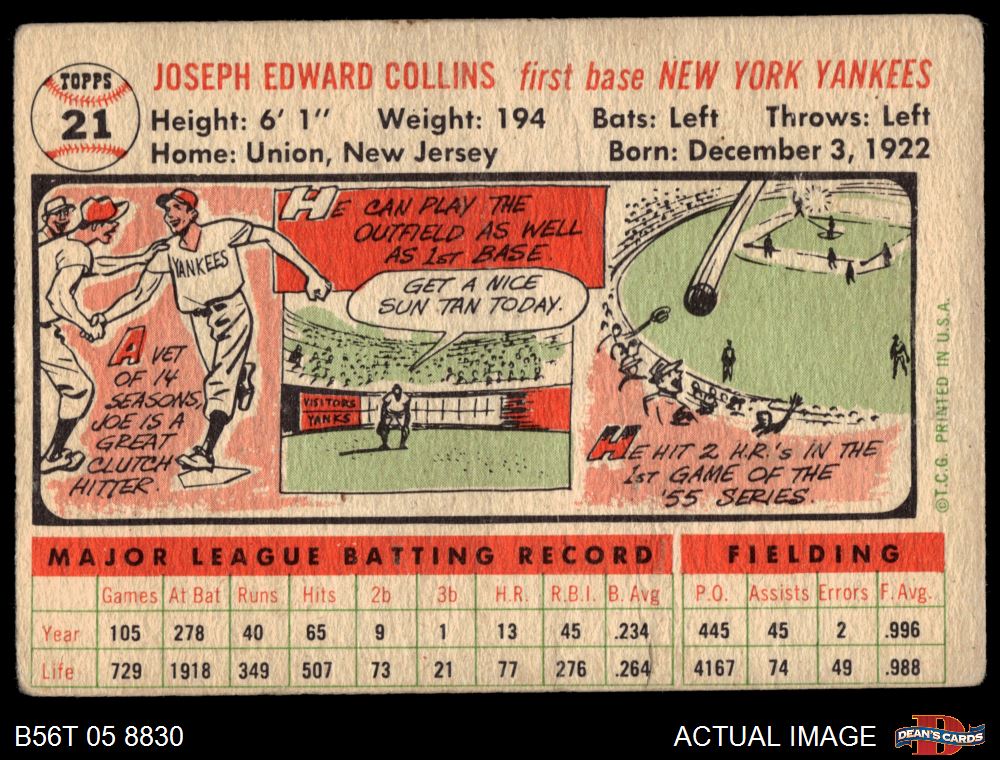 TOPPS
21
JOSEPH EDWARD COLLINS first base NEW YORK YANKEES
Height: 6' 1" Weight: 194 Bats: Left Throws: Left
Home: Union, New Jersey Born: December 3, 1922
YANKEES
A VET
OF 14
SEASONS,
JOE IS A
GREAT
CLUTCH
HITTER.
HE CAN PLAY THE
OUTFIELD AS WELL
AS 1ST BASE.
GET A NICE
SUN TAN TODAY.
VISITORS
YANKS
HE HIT 2 H.R.'s IN THE
1ST GAME OF THE
'55 SERIES.
© T.C.G. PRINTED IN U.S.A.
MAJOR LEAGUE BATTING RECORD FIELDING
Games At Bat Runs Hits 2b 3b H.R. R.B.I. B. Avg P.O. Assists Errors F. Avg.
Year 105 278 40 65 9 1 13 45 .234 445 45 2 .996
Life 729 1918 349 507 73 21 77 276 .264 4167 74 49 .988
B56T 05 8830 ACTUAL IMAGE
D
DEAN'S CARDS